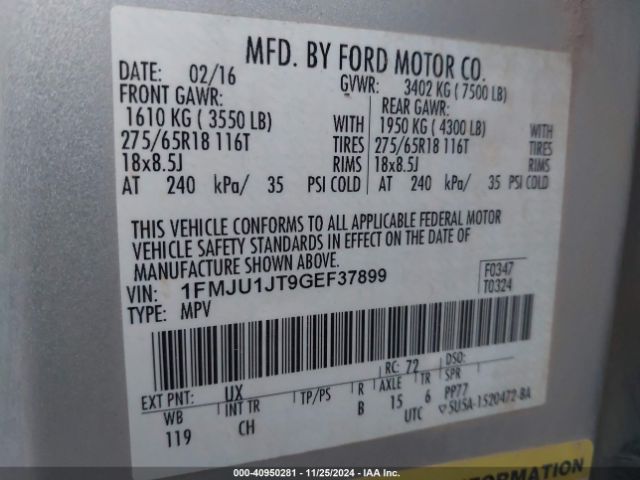 MFD. BY FORD MOTOR CO.
DATE: 02/16 GVWR: 3402 KG ( 7500 LB)
FRONT GAWR: REAR GAWR:
1610 KG ( 3550 LB) WITH 1950 KG ( 4300 LB) WITH
275/65R18 116T TIRES 275/65R18 116T TIRES
18x8.5J RIMS 18x8.5J RIMS
AT 240 kPa/ 35 PSI COLD AT 240 kPa/ 35 PSI COLD
THIS VEHICLE CONFORMS TO ALL APPLICABLE FEDERAL MOTOR
VEHICLE SAFETY STANDARDS IN EFFECT ON THE DATE OF
MANUFACTURE SHOWN ABOVE.
VIN: 1FMJU1JT9GEF37899 F0347
TYPE: MPV T0324
EXT PNT: UX RC: 72 DSO:
WB INT TR TP/PS R AXLE TR SPR
119 CH B 15 6 PP77
UTC ▽5U5A-1520472-BA
INFORMATION
000-40950281 - 11/25/2024 - IAA Inc.